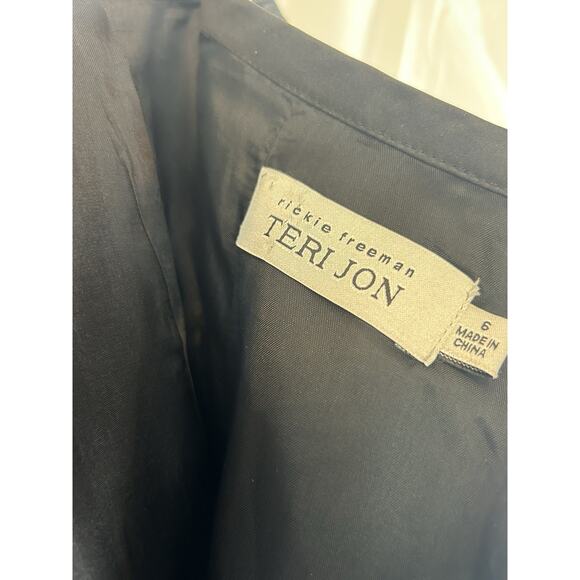 rickie freeman
TERI JON
6
MADE IN
CHINA